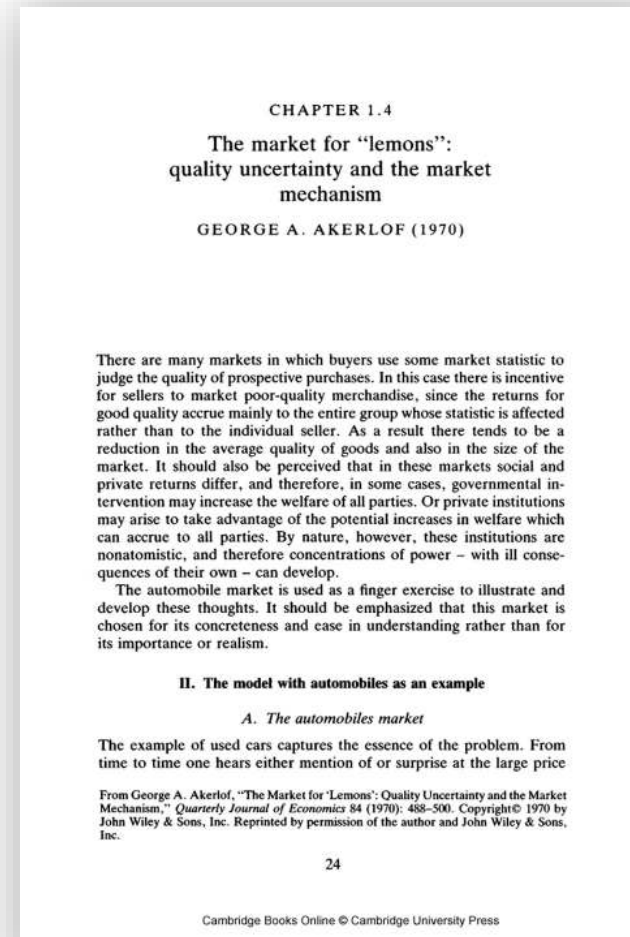 CHAPTER 1.4
The market for “lemons”:
quality uncertainty and the market
mechanism
GEORGE A. AKERLOF (1970)
There are many markets in which buyers use some market statistic to
judge the quality of prospective purchases. In this case there is incentive
for sellers to market poor-quality merchandise, since the returns for
good quality accrue mainly to the entire group whose statistic is affected
rather than to the individual seller. As a result there tends to be a
reduction in the average quality of goods and also in the size of the
market. It should also be perceived that in these markets social and
private returns differ, and therefore, in some cases, governmental in-
tervention may increase the welfare of all parties. Or private institutions
may arise to take advantage of the potential increases in welfare which
can accrue to all parties. By nature, however, these institutions are
nonatomistic, and therefore concentrations of power – with ill conse-
quences of their own – can develop.
The automobile market is used as a finger exercise to illustrate and
develop these thoughts. It should be emphasized that this market is
chosen for its concreteness and ease in understanding rather than for
its importance or realism.
II. The model with automobiles as an example
A. The automobiles market
The example of used cars captures the essence of the problem. From
time to time one hears either mention of or surprise at the large price
From George A. Akerlof, “The Market for ‘Lemons’: Quality Uncertainty and the Market
Mechanism,” Quarterly Journal of Economics 84 (1970): 488–500. Copyright© 1970 by
John Wiley & Sons, Inc. Reprinted by permission of the author and John Wiley & Sons,
Inc.
24
Cambridge Books Online © Cambridge University Press